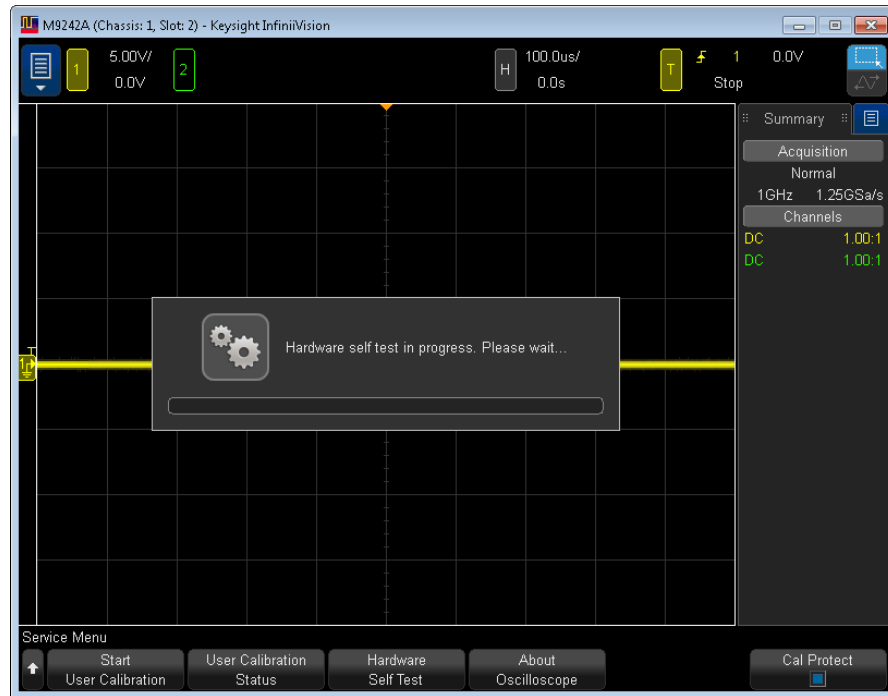 M9242A (Chassis: 1, Slot: 2) - Keysight InfiniiVision
1 5.00V/ 2 H 100.0us/ T 1 0.0V
0.0V 0.0s Stop
Summary
Acquisition
Normal
1GHz 1.25GSa/s
Channels
DC 1.00:1
DC 1.00:1
Hardware self test in progress. Please wait...
T
1
Service Menu
Start User Calibration
User Calibration Status
Hardware Self Test
About Oscilloscope
Cal Protect